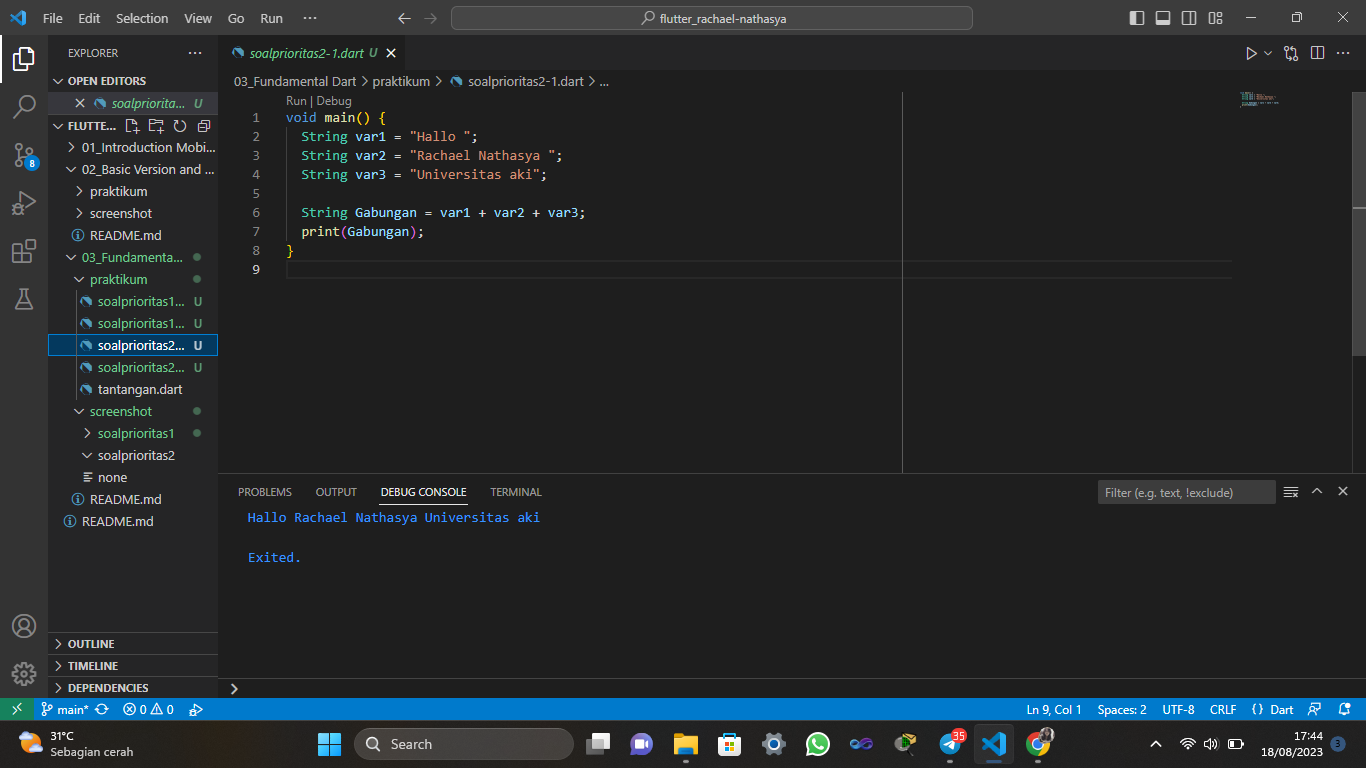 File Edit Selection View Go Run ···
flutter_rachael-nathasya
EXPLORER
OPEN EDITORS
soalpriorita... U
FLUTTE...
01_Introduction Mobi...
02_Basic Version and ...
praktikum
screenshot
README.md
03_Fundamenta...
praktikum
soalprioritas1... U
soalprioritas1... U
soalprioritas2... U
soalprioritas2... U
tantangan.dart
screenshot
soalprioritas1
soalprioritas2
none
README.md
README.md
OUTLINE
TIMELINE
DEPENDENCIES
8
soalprioritas2-1.dart U
03_Fundamental Dart > praktikum > soalprioritas2-1.dart > ...
Run | Debug
1 void main() {
2 String var1 = "Hallo ";
3 String var2 = "Rachael Nathasya ";
4 String var3 = "Universitas aki";
5
6 String Gabungan = var1 + var2 + var3;
7 print(Gabungan);
8 }
9
PROBLEMS OUTPUT DEBUG CONSOLE TERMINAL
Filter (e.g. text, !exclude)
Hallo Rachael Nathasya Universitas aki
Exited.
main* 0 0
Ln 9, Col 1 Spaces: 2 UTF-8 CRLF {} Dart
31°C
Sebagian cerah
Search
35
17:44
18/08/2023
3